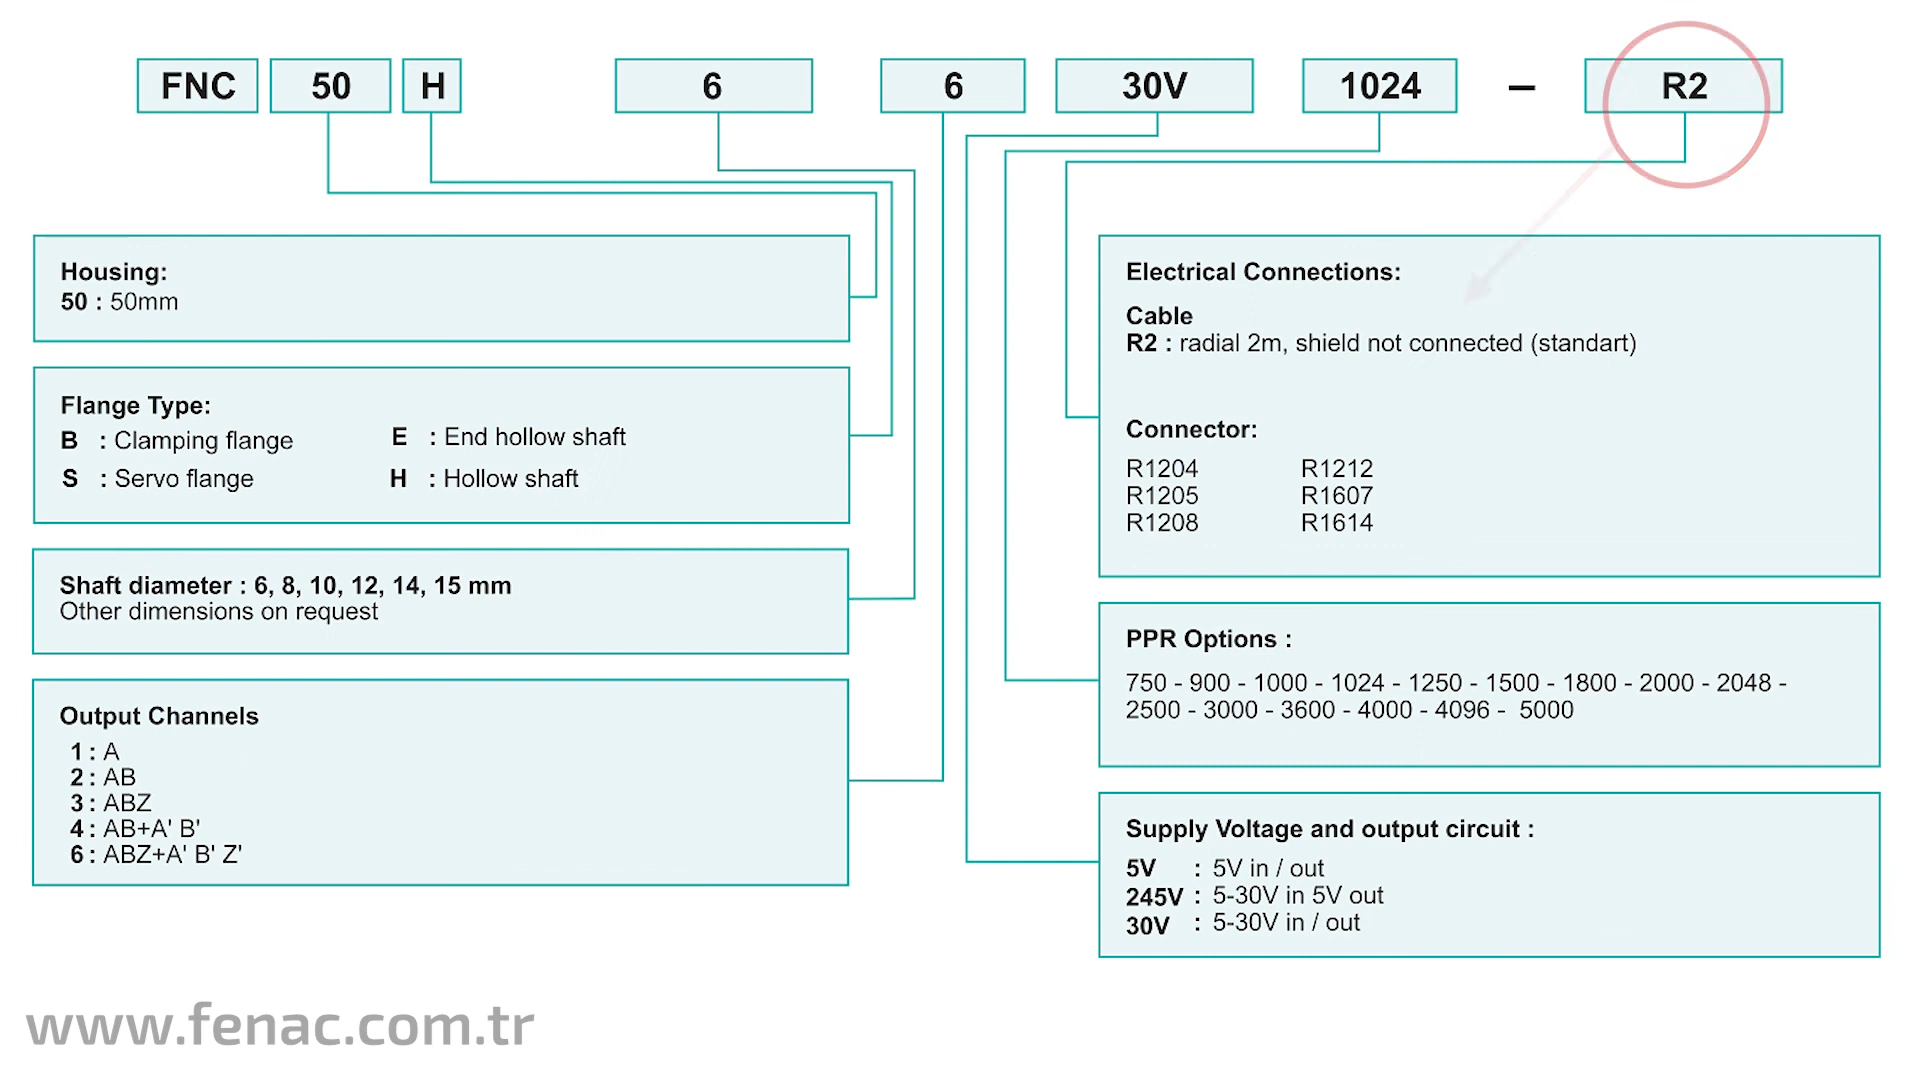 FNC 50 H 6 6 30V 1024 – R2
Housing:
50 : 50mm
Flange Type:
B : Clamping flange
E : End hollow shaft
S : Servo flange
H : Hollow shaft
Shaft diameter : 6, 8, 10, 12, 14, 15 mm
Other dimensions on request
Output Channels
1 : A
2 : AB
3 : ABZ
4 : AB+A' B'
6 : ABZ+A' B' Z'
Electrical Connections:
Cable
R2 : radial 2m, shield not connected (standart)
Connector:
R1204 R1212
R1205 R1607
R1208 R1614
PPR Options :
750 - 900 - 1000 - 1024 - 1250 - 1500 - 1800 - 2000 - 2048 -
2500 - 3000 - 3600 - 4000 - 4096 - 5000
Supply Voltage and output circuit :
5V : 5V in / out
245V : 5-30V in 5V out
30V : 5-30V in / out
www.fenac.com.tr